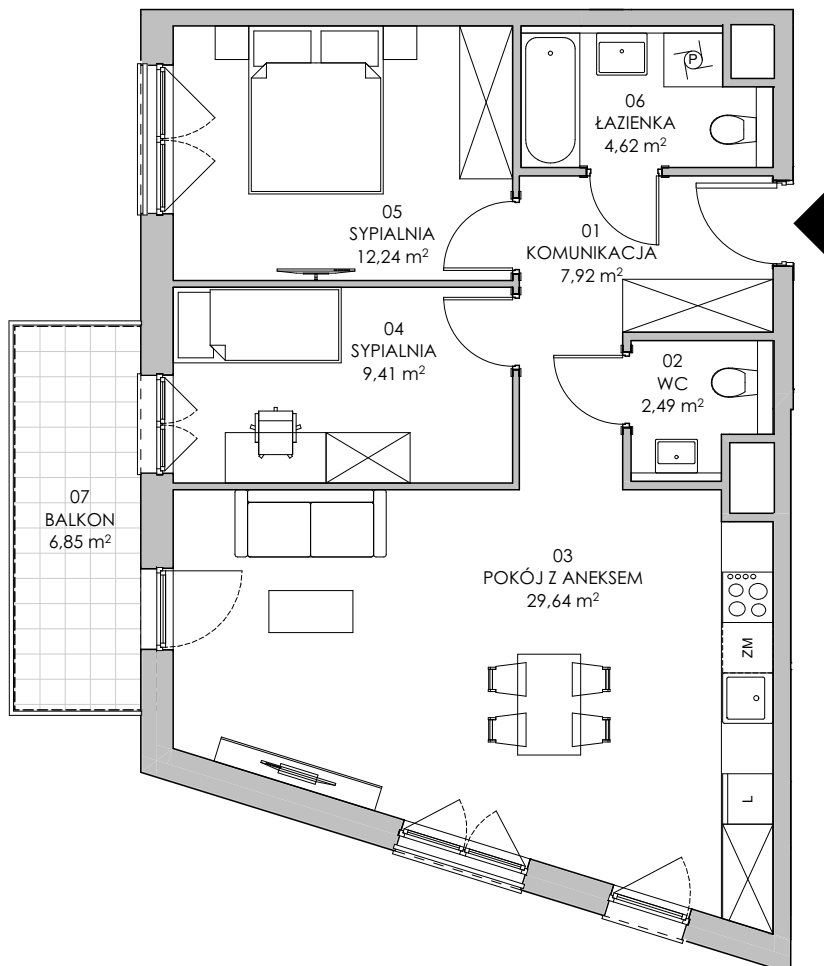 06
ŁAZIENKA
4,62 m²
P
05
SYPIALNIA
12,24 m²
01
KOMUNIKACJA
7,92 m²
04
SYPIALNIA
9,41 m²
02
WC
2,49 m²
07
BALKON
6,85 m²
03
POKÓJ Z ANEKSEM
29,64 m²
ZM
L